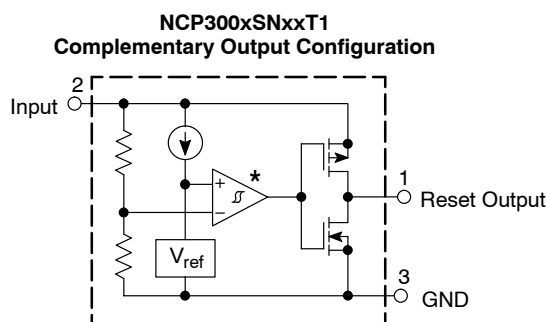 NCP300xSNxxT1
Complementary Output Configuration
2
Input
*
1
+
Reset Output
−
Vref
3
GND